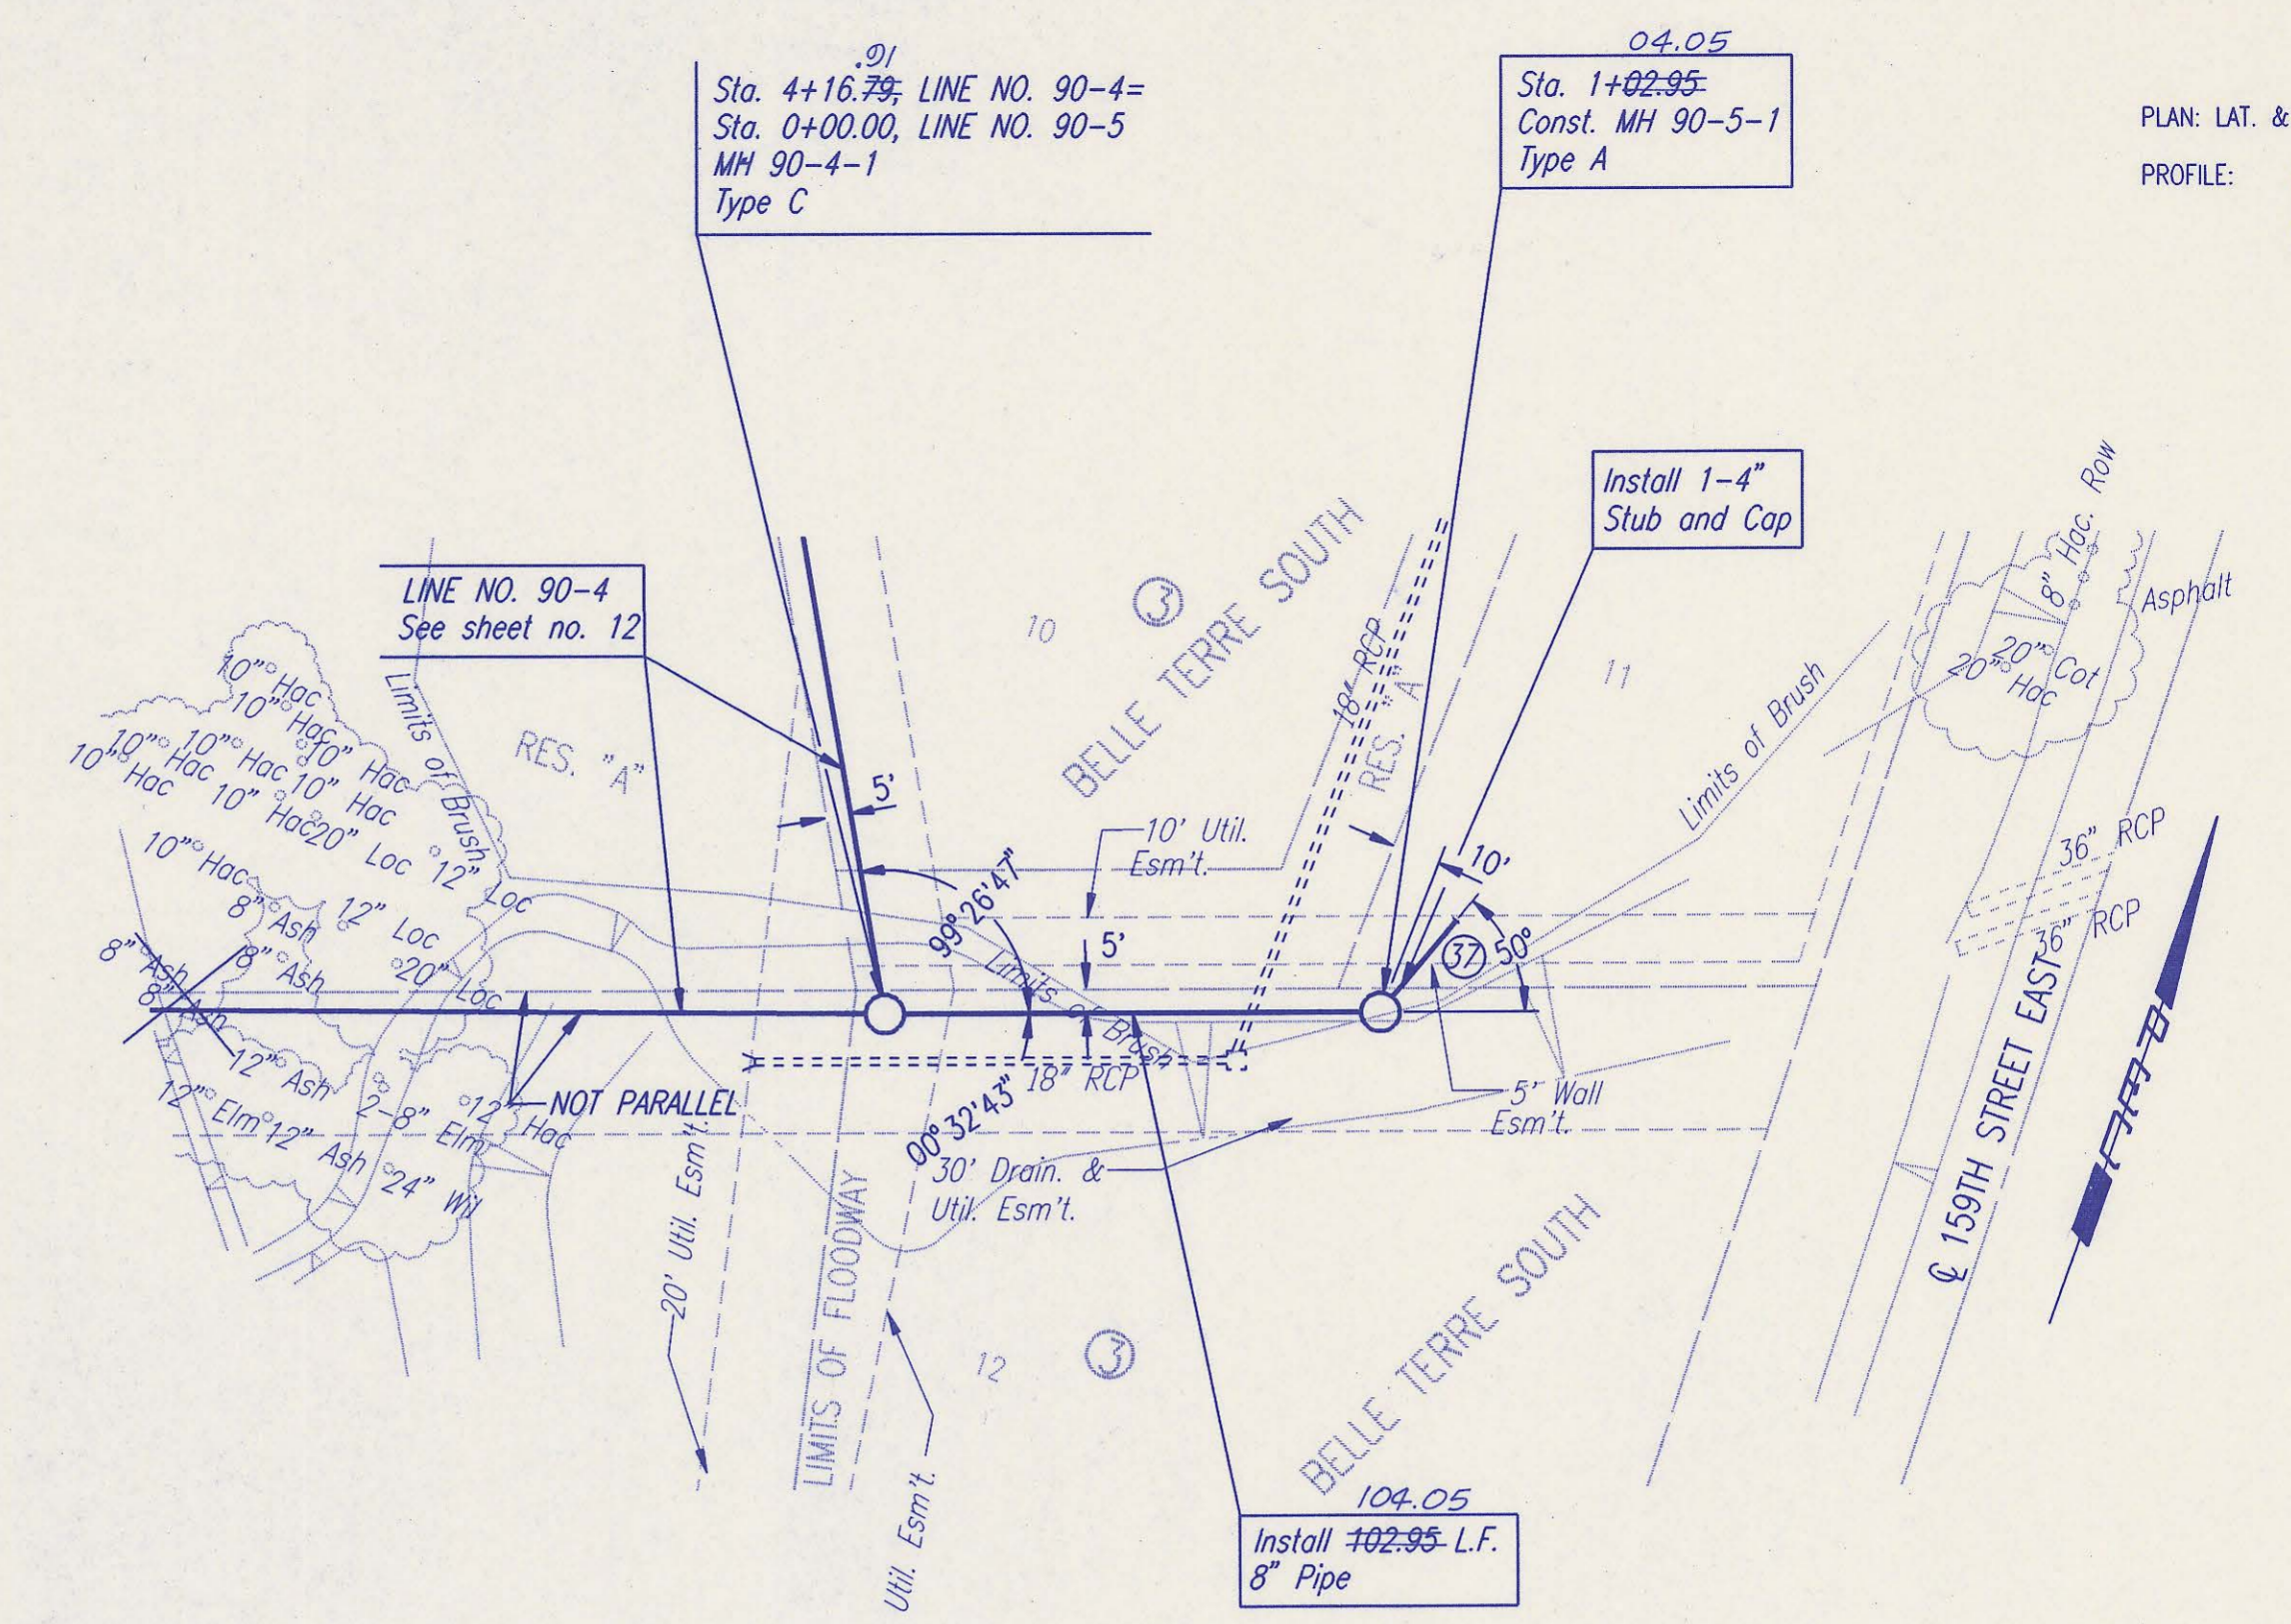 .91
Sta. 4+16.79, LINE NO. 90-4=
Sta. 0+00.00, LINE NO. 90-5
MH 90-4-1
Type C
04.05
Sta. 1+02.95
Const. MH 90-5-1
Type A
PLAN: LAT. &
PROFILE:
Install 1-4"
Stub and Cap
LINE NO. 90-4
See sheet no. 12
10
3
BELLE TERRE SOUTH
18" RCP
RES. "A"
11
8" Hac. Row
Asphalt
20" Cot
20" Hac
Limits of Brush
36" RCP
36" RCP
10" Hac
10" Hac
10" Hac
10" Hac
10" Hac
10" Hac
10" Hac
10" Hac
20" Loc
12" Loc
Limits of Brush
RES. "A"
5'
10' Util.
Esm't.
10'
99° 26'47"
5'
37
50°
10" Hac
8" Ash
12" Loc
8" Ash
8" Ash
20" Loc
8" Ash
Limits of Brush
12" Ash
12" Elm
12" Ash
2-8" Elm
12" Hac
24" Wil
NOT PARALLEL
18" RCP
00° 32'43"
5' Wall
Esm't.
30' Drain. &
Util. Esm't.
20' Util. Esm't.
LIMITS OF FLOODWAY
Util. Esm't.
12
3
BELLE TERRE SOUTH
℄ 159TH STREET EAST
104.05
Install 102.95 L.F.
8" Pipe